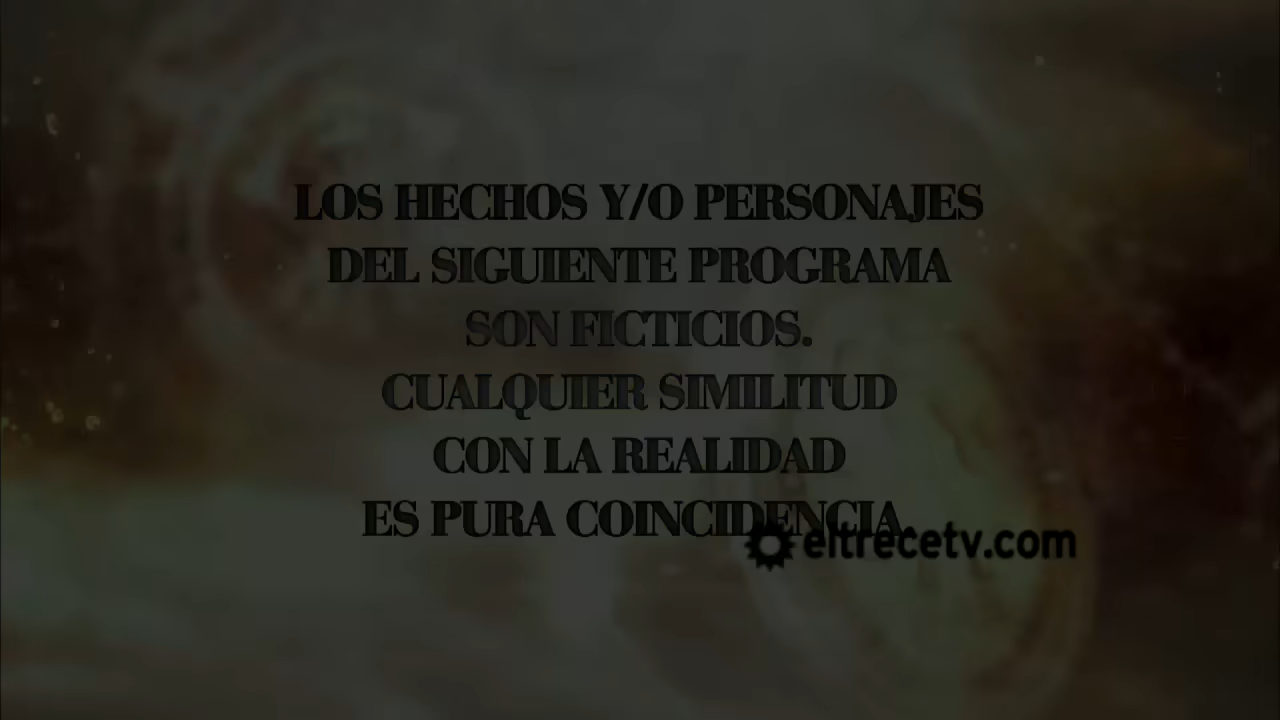 LOS HECHOS Y/O PERSONAJES
DEL SIGUIENTE PROGRAMA
SON FICTICIOS.
CUALQUIER SIMILITUD
CON LA REALIDAD
ES PURA COINCIDENCIA.
eltrecetv.com